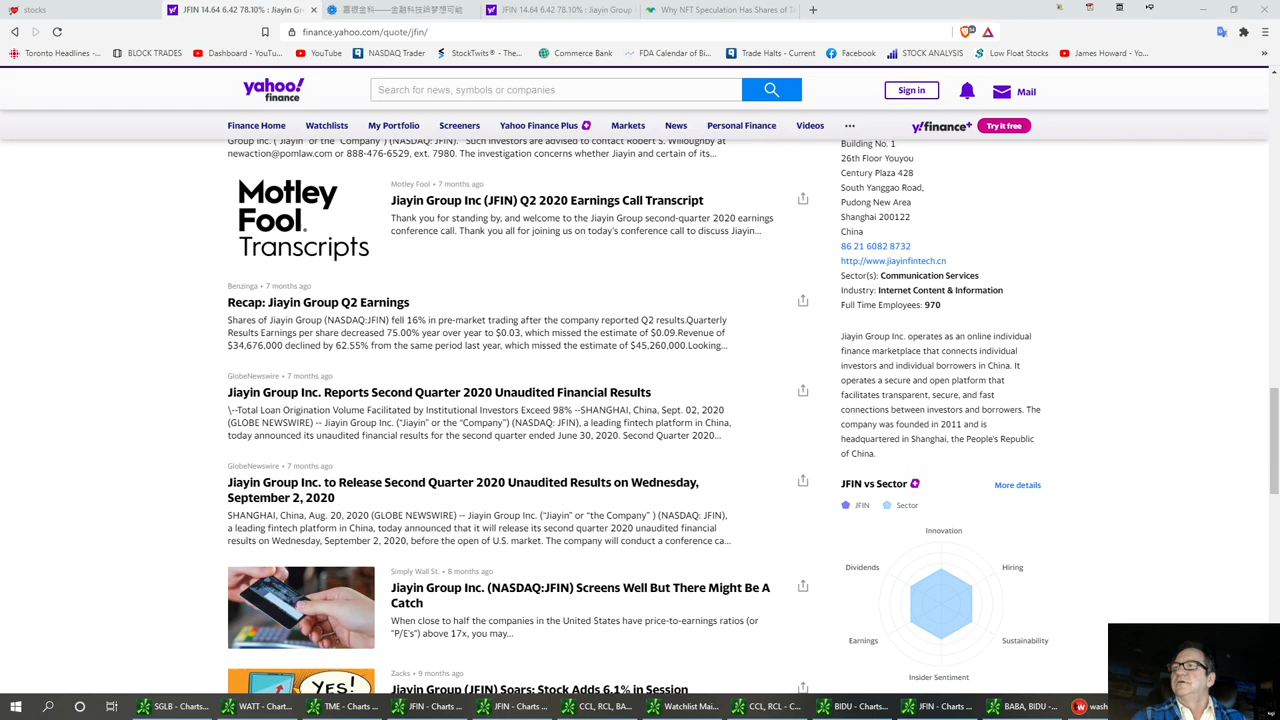 stocks
JFIN 14.64 6.42 78.10% : Jiayin Gr
嘉银金科——金融科技給梦想可能
JFIN 14.64 6.42 78.10% : Jiayin Group
Why NFT Speculation Has Shares of T
finance.yahoo.com/quote/jfin/
Toronto Headlines -...
BLOCK TRADES
Dashboard - YouTu...
YouTube
NASDAQ Trader
StockTwits® - The...
Commerce Bank
FDA Calendar of Bi...
Trade Halts - Current
Facebook
STOCK ANALYSIS
Low Float Stocks
James Howard - Yo...
yahoo!
finance
Search for news, symbols or companies
Sign in
Mail
Finance Home
Watchlists
My Portfolio
Screeners
Yahoo Finance Plus
Markets
News
Personal Finance
Videos
...
y!finance+
Try it free
Group Inc. ("Jiayin" or the "Company") (NASDAQ: JFIN). Such investors are advised to contact Robert S. Willoughby at
newaction@pomlaw.com or 888-476-6529, ext. 7980. The investigation concerns whether Jiayin and certain of its...
Motley
Fool.
Transcripts
Motley Fool • 7 months ago
Jiayin Group Inc (JFIN) Q2 2020 Earnings Call Transcript
Thank you for standing by, and welcome to the Jiayin Group second-quarter 2020 earnings
conference call. Thank you all for joining us on today's conference call to discuss Jiayin...
Benzinga • 7 months ago
Recap: Jiayin Group Q2 Earnings
Shares of Jiayin Group (NASDAQ:JFIN) fell 16% in pre-market trading after the company reported Q2 results.Quarterly
Results Earnings per share decreased 75.00% year over year to $0.03, which missed the estimate of $0.09.Revenue of
$34,676,000 declined by 62.55% from the same period last year, which missed the estimate of $45,260,000.Looking...
GlobeNewswire • 7 months ago
Jiayin Group Inc. Reports Second Quarter 2020 Unaudited Financial Results
\--Total Loan Origination Volume Facilitated by Institutional Investors Exceed 98% --SHANGHAI, China, Sept. 02, 2020
(GLOBE NEWSWIRE) -- Jiayin Group Inc. ("Jiayin" or the "Company") (NASDAQ: JFIN), a leading fintech platform in China,
today announced its unaudited financial results for the second quarter ended June 30, 2020. Second Quarter 2020...
GlobeNewswire • 7 months ago
Jiayin Group Inc. to Release Second Quarter 2020 Unaudited Results on Wednesday,
September 2, 2020
SHANGHAI, China, Aug. 20, 2020 (GLOBE NEWSWIRE) -- Jiayin Group Inc. ("Jiayin" or "the Company" ) (NASDAQ: JFIN),
a leading fintech platform in China, today announced that it will release its second quarter 2020 unaudited financial
results on Wednesday, September 2, 2020, before the open of U.S. market. The company will conduct a conference ca...
Simply Wall St. • 8 months ago
Jiayin Group Inc. (NASDAQ:JFIN) Screens Well But There Might Be A
Catch
When close to half the companies in the United States have price-to-earnings ratios (or
"P/E's") above 17x, you may...
YES!
Zacks • 9 months ago
Jiayin Group (JFIN) Soars: Stock Adds 6.1% in Session
Building No. 1
26th Floor Youyou
Century Plaza 428
South Yanggao Road,
Pudong New Area
Shanghai 200122
China
86 21 6082 8732
http://www.jiayinfintech.cn
Sector(s): Communication Services
Industry: Internet Content & Information
Full Time Employees: 970
Jiayin Group Inc. operates as an online individual
finance marketplace that connects individual
investors and individual borrowers in China. It
operates a secure and open platform that
facilitates transparent, secure, and fast
connections between investors and borrowers. The
company was founded in 2011 and is
headquartered in Shanghai, the People's Republic
of China.
JFIN vs Sector
More details
JFIN
Sector
Innovation
Dividends
Hiring
Earnings
Sustainability
Insider Sentiment
SGLB - Charts...
WATT - Chart...
TME - Charts ...
JFIN - Charts ...
JFIN - Charts ...
CCL, RCL, BA...
Watchlist Mai...
CCL, RCL - C...
BIDU - Charts...
JFIN - Charts ...
BABA, BIDU - ...
wash